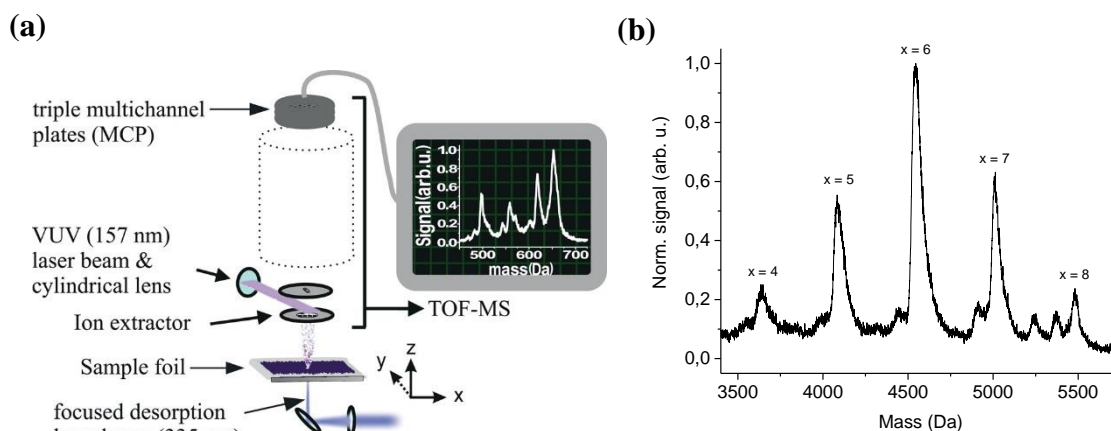 (a)
triple multichannel
plates (MCP)
VUV (157 nm)
laser beam &
cylindrical lens
Ion extractor
Sample foil
focused desorption
TOF-MS
z
y
x
Signal(arb.u.)
1.0
0.8
0.6
0.4
0.2
0.0
500 600 700
mass(Da)
(b)
x = 6
x = 7
x = 5
x = 8
x = 4
Norm. signal (arb. u.)
1,0
0,8
0,6
0,4
0,2
0,0
3500 4000 4500 5000 5500
Mass (Da)